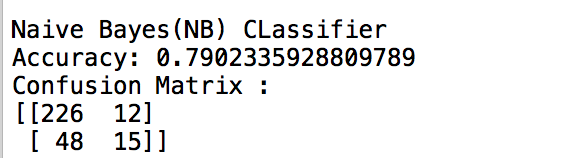 Naive Bayes(NB) CLassifier
Accuracy: 0.7902335928809789
Confusion Matrix :
[[226  12]
 [ 48  15]]